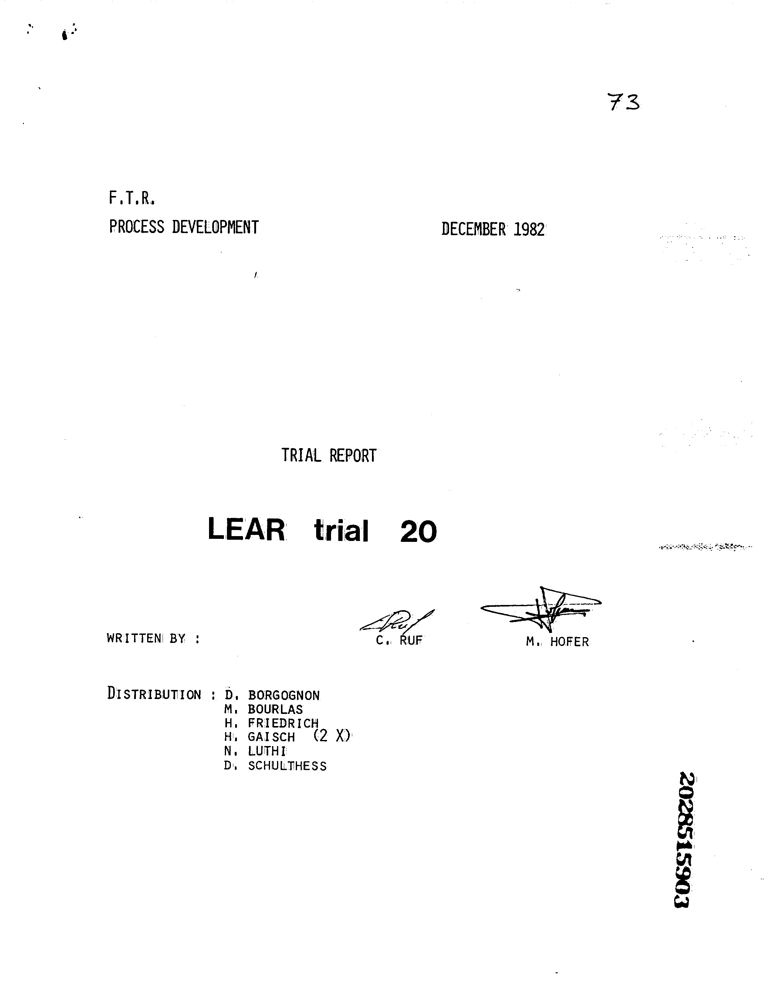 73
F.T.R.
PROCESS DEVELOPMENT DECEMBER 1982
TRIAL REPORT
LEAR trial 20
WRITTEN BY : C. RUF M. HOFER
DISTRIBUTION : D. BORGOGNON
M. BOURLAS
H. FRIEDRICH
H. GAISCH (2 X)
N. LUTHI
D. SCHULTHESS
2028515903